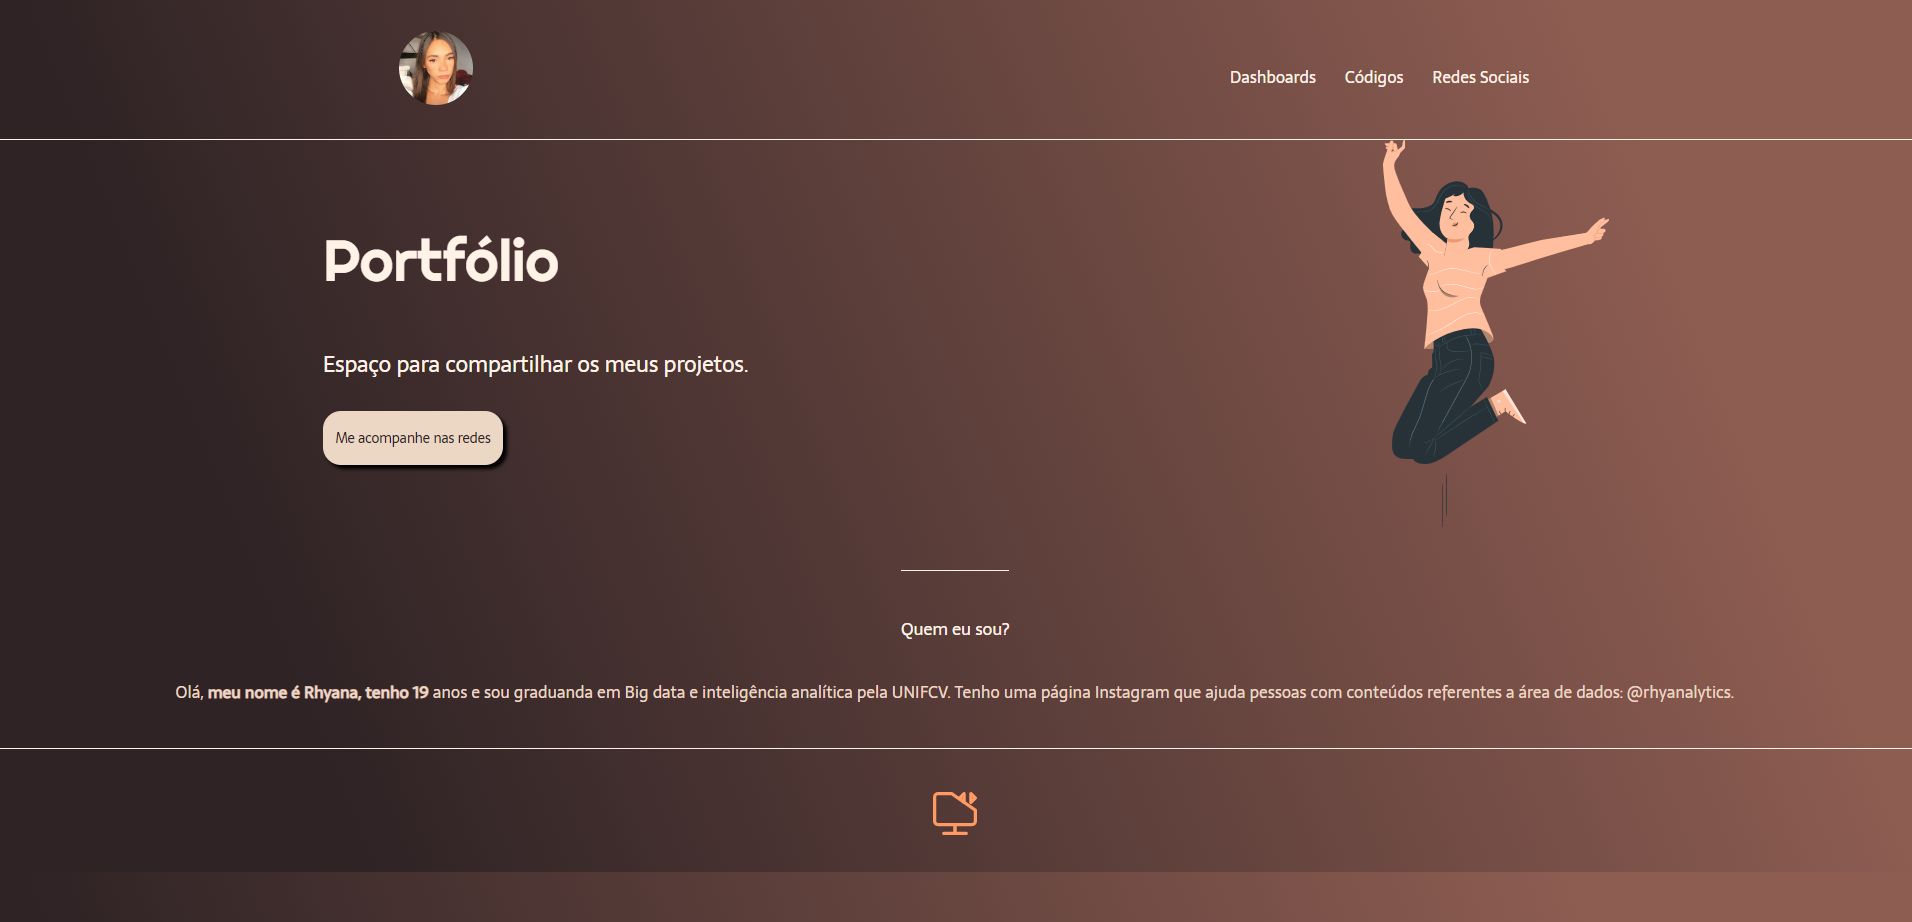 Dashboards Códigos Redes Sociais
Portfólio
Espaço para compartilhar os meus projetos.
Me acompanhe nas redes
Quem eu sou?
Olá, meu nome é Rhyana, tenho 19 anos e sou graduanda em Big data e inteligência analítica pela UNIFCV. Tenho uma página Instagram que ajuda pessoas com conteúdos referentes a área de dados: @rhyanalytics.